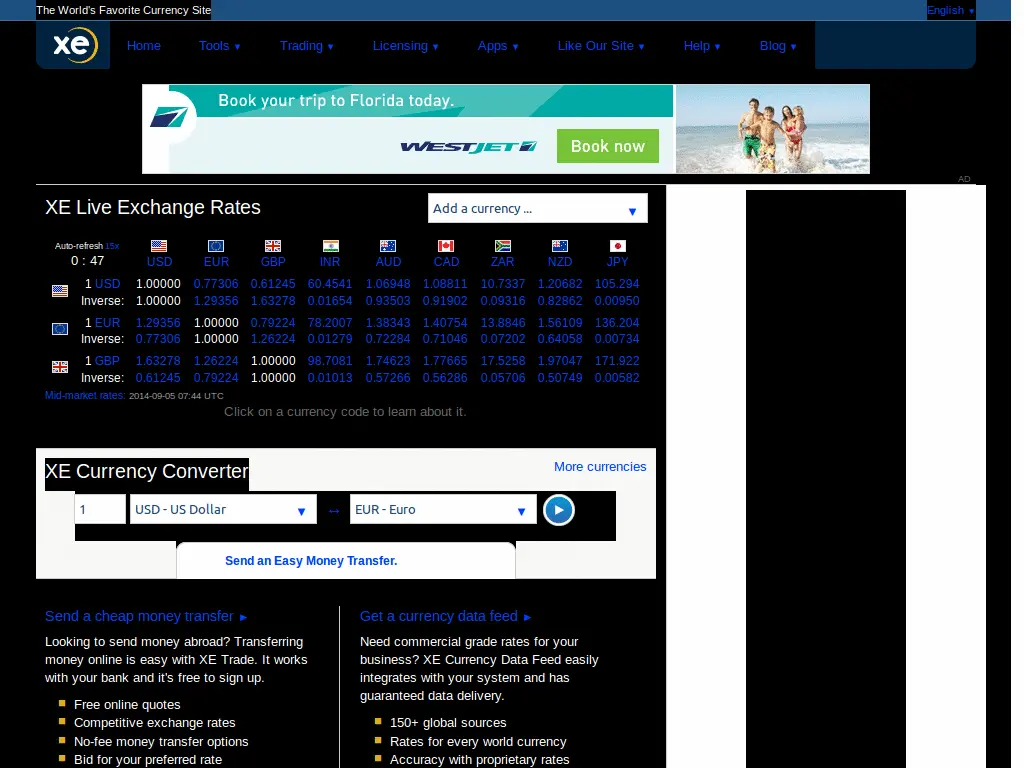 The World's Favorite Currency Site
English ▼
xe
Home Tools ▼ Trading ▼ Licensing ▼ Apps ▼ Like Our Site ▼ Help ▼ Blog ▼
Book your trip to Florida today.
WESTJET
Book now
AD
XE Live Exchange Rates
Add a currency ...
Auto-refresh 15x
0 : 47
USD EUR GBP INR AUD CAD ZAR NZD JPY
1 USD 1.00000 0.77306 0.61245 60.4541 1.06948 1.08811 10.7337 1.20682 105.294
Inverse: 1.00000 1.29356 1.63278 0.01654 0.93503 0.91902 0.09316 0.82862 0.00950
1 EUR 1.29356 1.00000 0.79224 78.2007 1.38343 1.40754 13.8846 1.56109 136.204
Inverse: 0.77306 1.00000 1.26224 0.01279 0.72284 0.71046 0.07202 0.64058 0.00734
1 GBP 1.63278 1.26224 1.00000 98.7081 1.74623 1.77665 17.5258 1.97047 171.922
Inverse: 0.61245 0.79224 1.00000 0.01013 0.57266 0.56286 0.05706 0.50749 0.00582
Mid-market rates: 2014-09-05 07:44 UTC
Click on a currency code to learn about it.
XE Currency Converter
More currencies
1 USD - US Dollar ↔ EUR - Euro
Send an Easy Money Transfer.
Send a cheap money transfer ►
Looking to send money abroad? Transferring
money online is easy with XE Trade. It works
with your bank and it's free to sign up.
Free online quotes
Competitive exchange rates
No-fee money transfer options
Bid for your preferred rate
Get a currency data feed ►
Need commercial grade rates for your
business? XE Currency Data Feed easily
integrates with your system and has
guaranteed data delivery.
150+ global sources
Rates for every world currency
Accuracy with proprietary rates